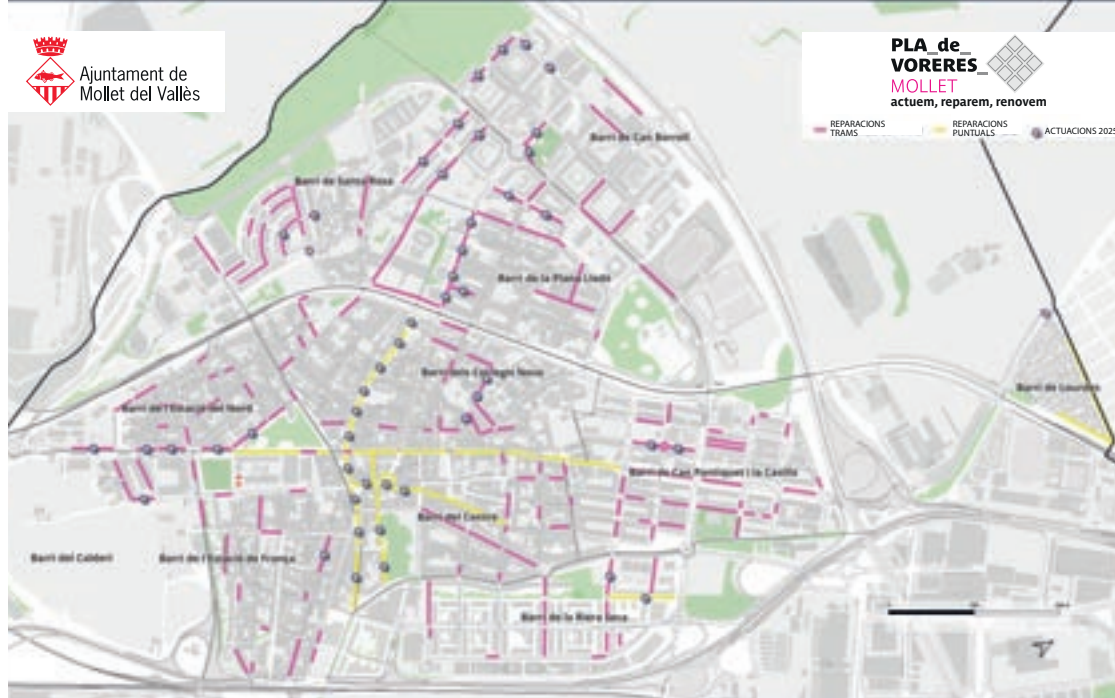 Ajuntament de
Mollet del Vallès
PLA_de_
VORERES_
MOLLET
actuem, reparem, renovem
REPARACIONS
TRAMS
REPARACIONS
PUNTUALS
ACTUACIONS 2025
Barri de Can Borrell
Barri de Santa Rosa
Barri de la Plana Lledó
Barri dels Col·legis Nous
Barri de Lourdes
Barri de l'Estació del Nord
Barri de Can Pantiquet i la Casilla
Barri del Centre
Barri del Calderí
Barri de l'Estació de França
Barri de la Riera Seca